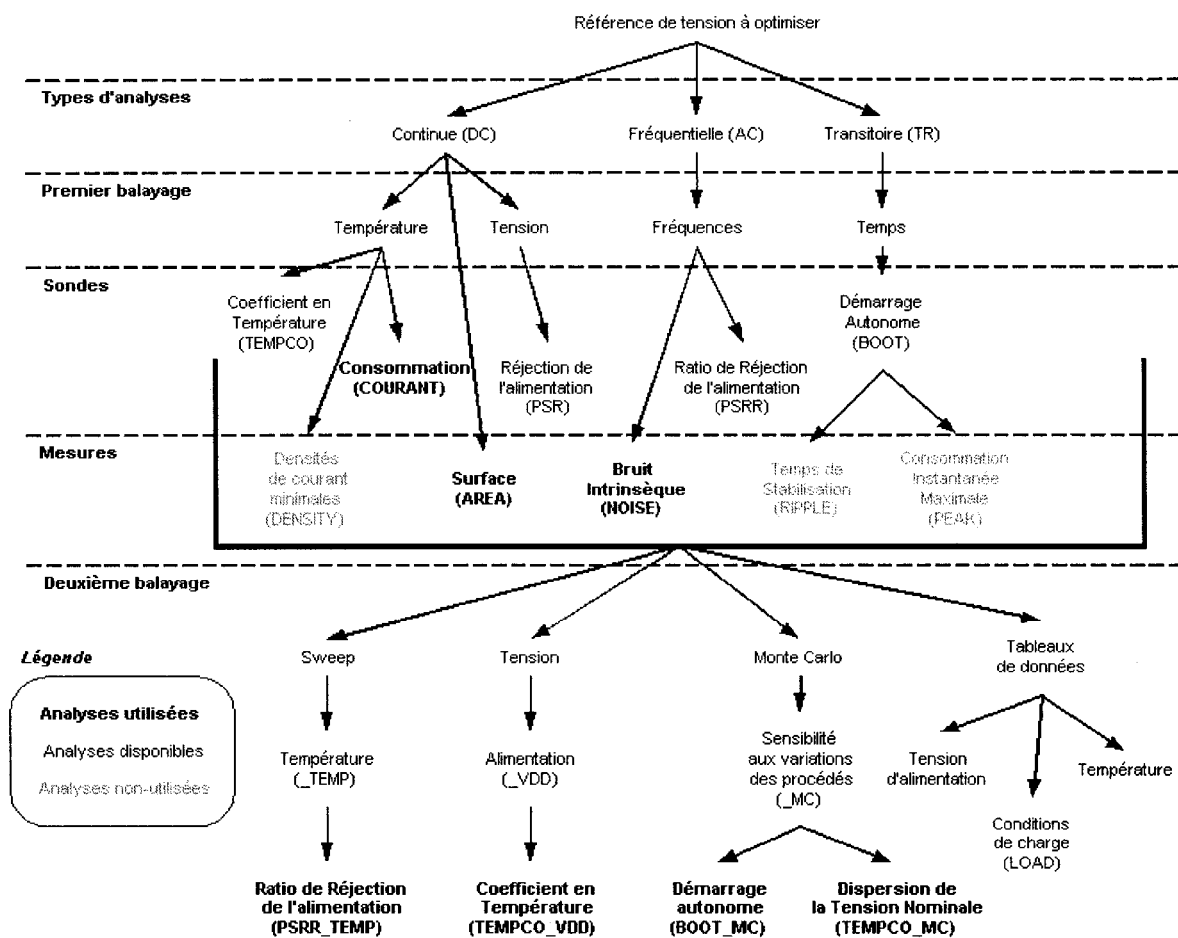 Référence de tension à optimiser
Types d'analyses
Continue (DC)
Fréquentielle (AC)
Transitoire (TR)
Premier balayage
Température
Tension
Fréquences
Temps
Sondes
Coefficient en
Température
(TEMPCO)
Consommation
(COURANT)
Réjection de
l'alimentation
(PSR)
Ratio de Réjection
de l'alimentation
(PSRR)
Démarrage
Autonome
(BOOT)
Mesures
Densités
de courant
minimales
(DENSITY)
Surface
(AREA)
Bruit
Intrinsèque
(NOISE)
Temps de
Stabilisation
(RIPPLE)
Consommation
Instantanée
Maximale
(PEAK)
Deuxième balayage
Sweep
Tension
Monte Carlo
Tableaux
de données
Légende
Analyses utilisées
Analyses disponibles
Analyses non-utilisées
Température
(_TEMP)
Alimentation
(_VDD)
Sensibilité
aux variations
des procédés
(_MC)
Tension
d'alimentation
Conditions
de charge
(LOAD)
Température
Ratio de Réjection
de l'alimentation
(PSRR_TEMP)
Coefficient en
Température
(TEMPCO_VDD)
Démarrage
autonome
(BOOT_MC)
Dispersion de
la Tension Nominale
(TEMPCO_MC)